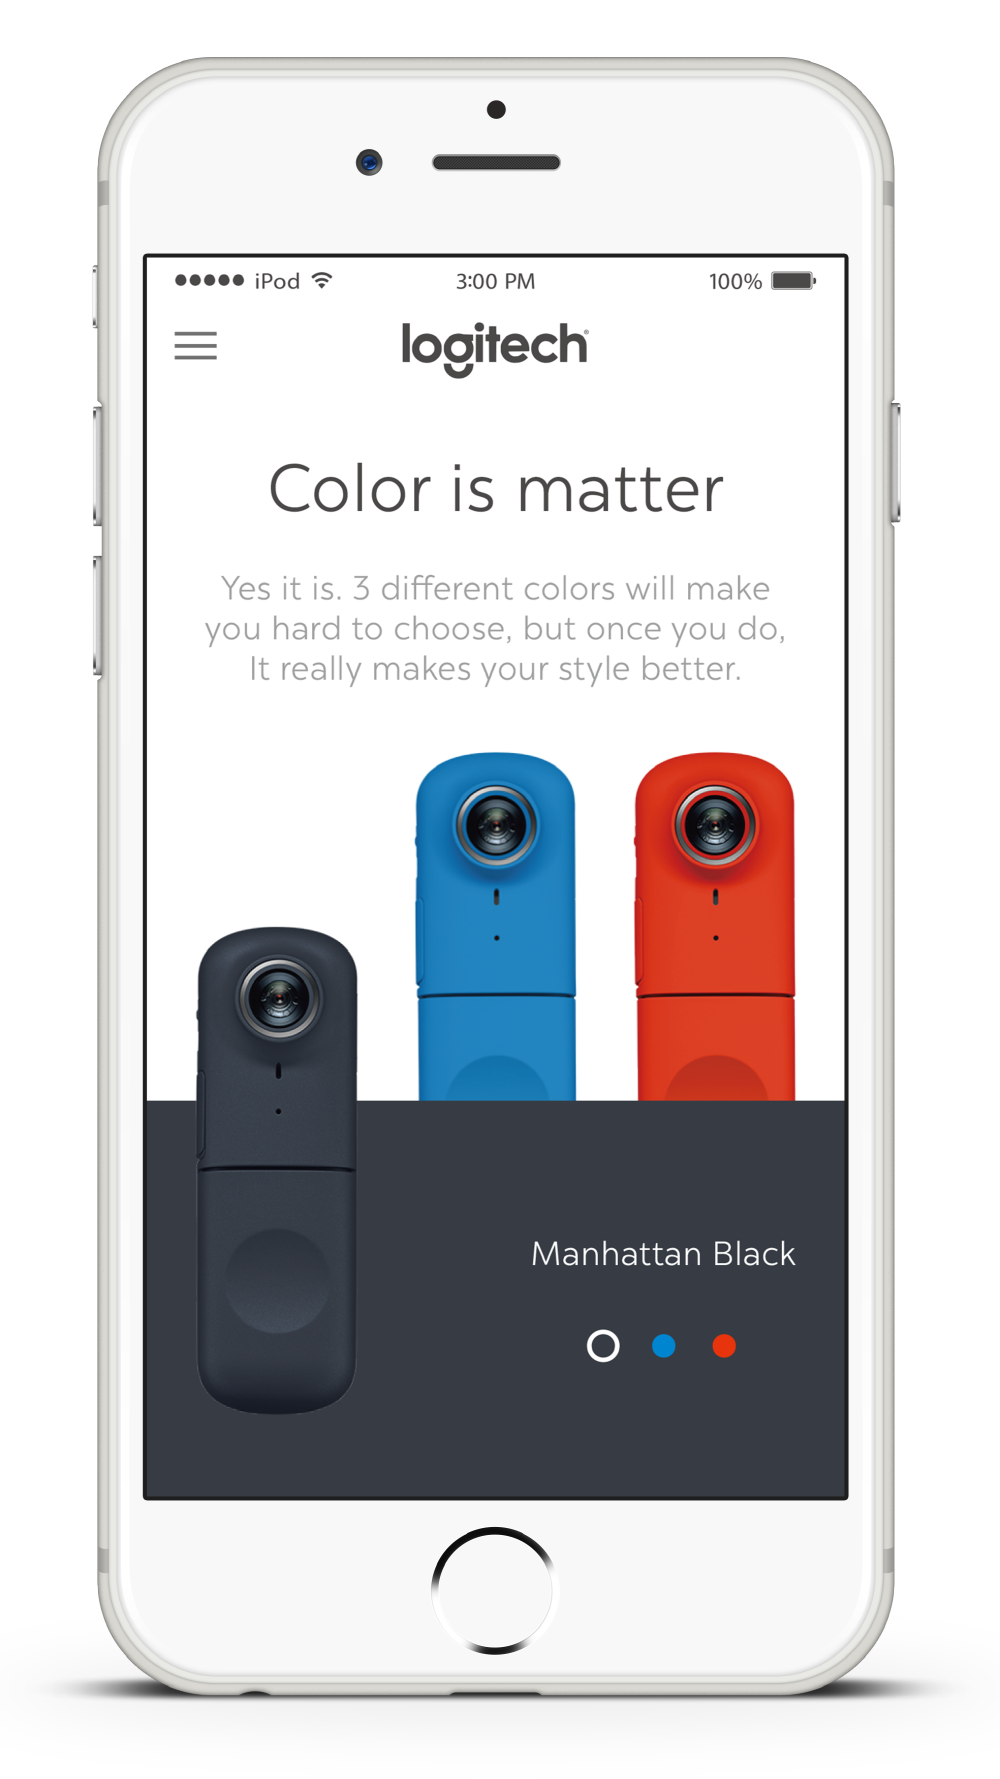 iPod 3:00 PM 100%
logitech
Color is matter
Yes it is. 3 different colors will make
you hard to choose, but once you do,
It really makes your style better.
Manhattan Black